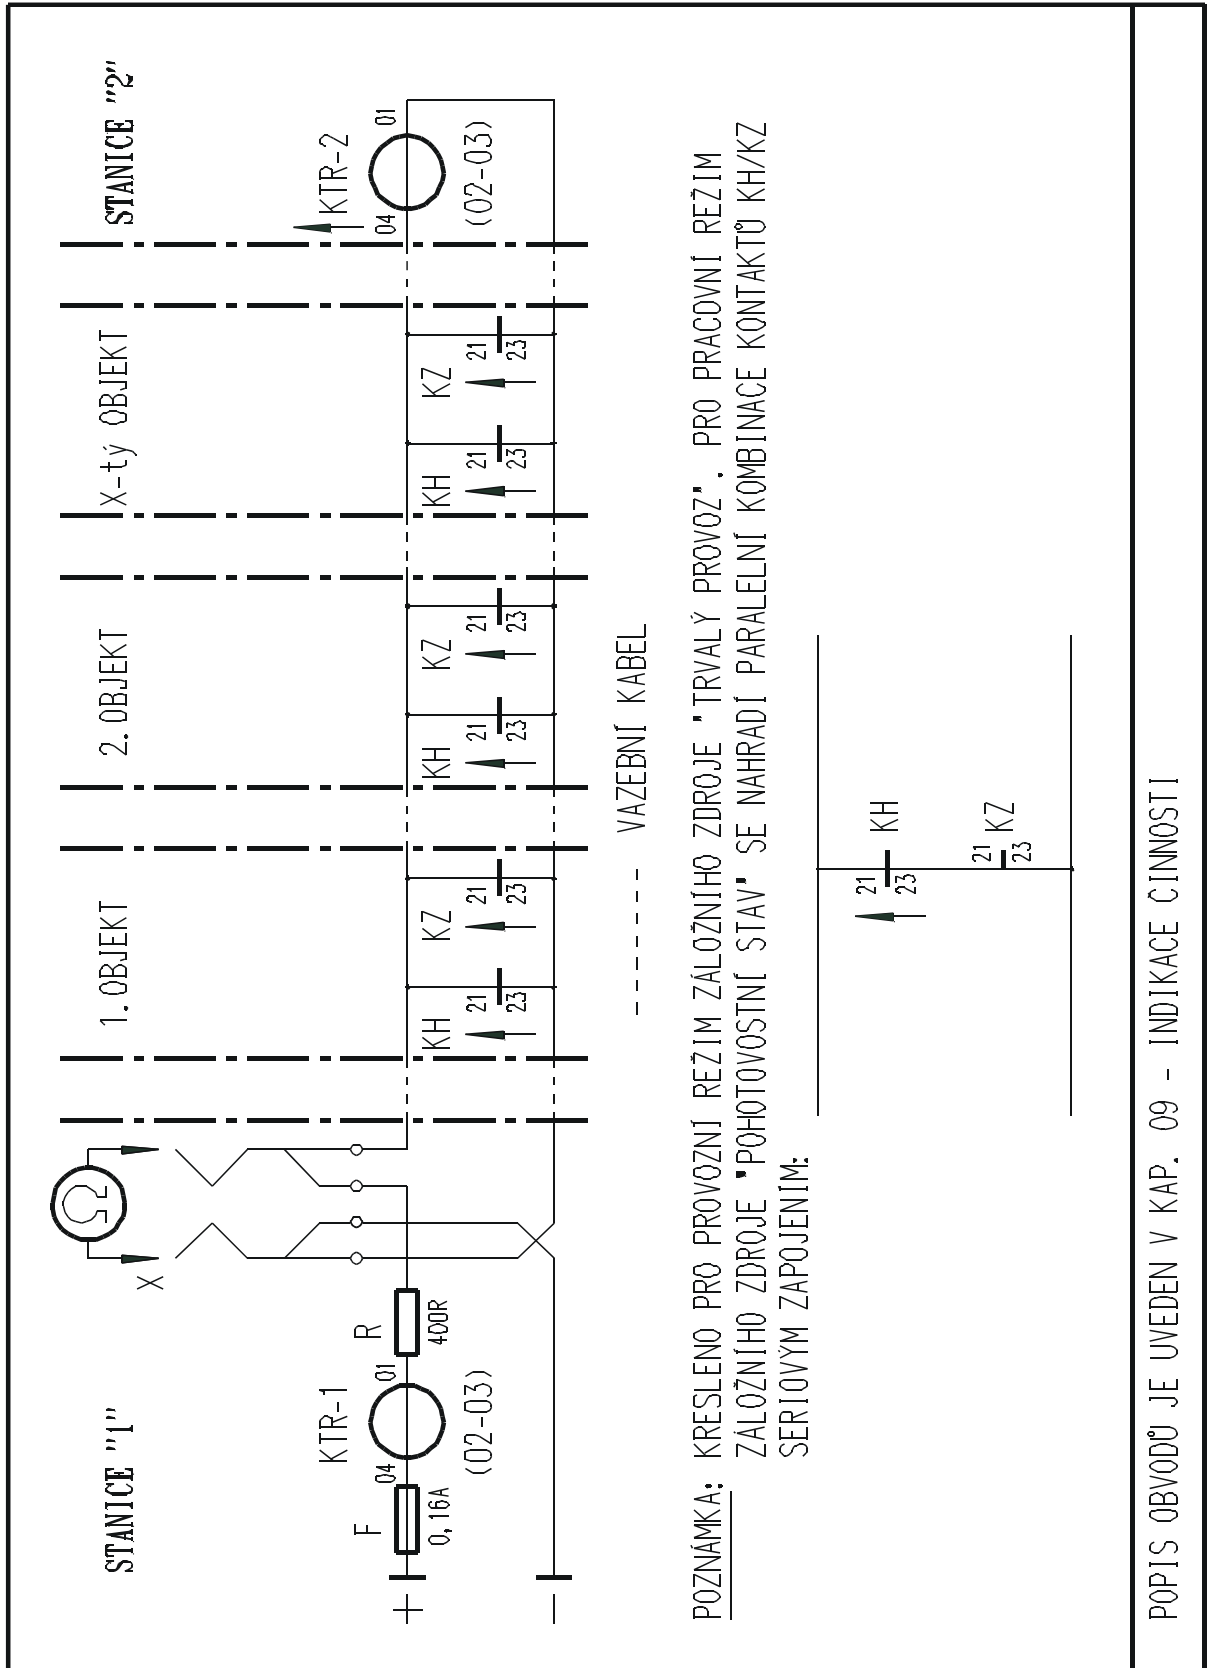 STANICE "1"
1.OBJEKT
2.OBJEKT
X-tý OBJEKT
STANICE "2"
X
Ω
F
0,16A
04
KTR-1
01
(02-03)
R
400R
+
−
KH
21
23
KZ
21
23
KH
21
23
KZ
21
23
KH
21
23
KZ
21
23
04
KTR-2
01
(02-03)
----- VAZEBNÍ KABEL
POZNÁMKA: KRESLENO PRO PROVOZNÍ REŽIM ZÁLOŽNÍHO ZDROJE "TRVALÝ PROVOZ". PRO PRACOVNÍ REŽIM
ZÁLOŽNÍHO ZDROJE "POHOTOVOSTNÍ STAV" SE NAHRADÍ PARALELNÍ KOMBINACE KONTAKTŮ KH/KZ
SERIOVÝM ZAPOJENÍM:
21
23
KH
21
23
KZ
POPIS OBVODŮ JE UVEDEN V KAP. 09 - INDIKACE CINNOSTI